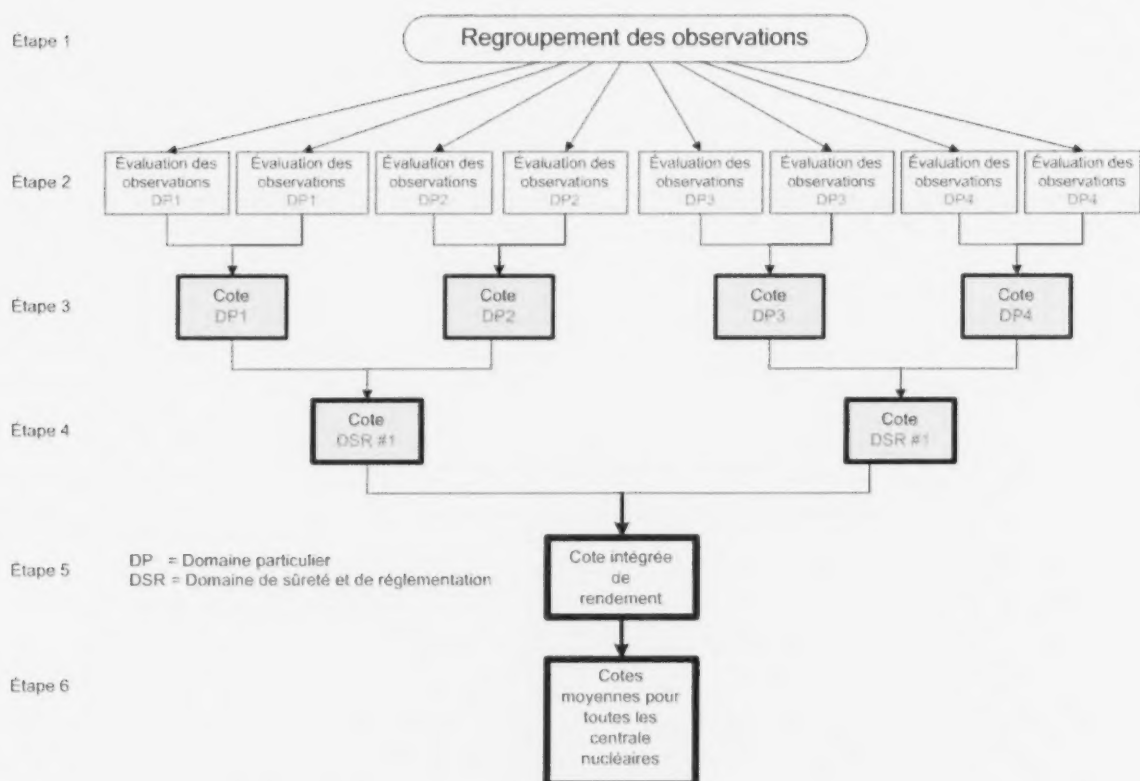 Étape 1
Regroupement des observations
Étape 2
Évaluation des
observations
DP1
Évaluation des
observations
DP1
Évaluation des
observations
DP2
Évaluation des
observations
DP2
Évaluation des
observations
DP3
Évaluation des
observations
DP3
Évaluation des
observations
DP4
Évaluation des
observations
DP4
Étape 3
Cote
DP1
Cote
DP2
Cote
DP3
Cote
DP4
Étape 4
Cote
DSR #1
Cote
DSR #1
Étape 5
DP = Domaine particulier
DSR = Domaine de sûreté et de réglementation
Cote intégrée
de
rendement
Étape 6
Cotes
moyennes pour
toutes les
centrale
nucléaires